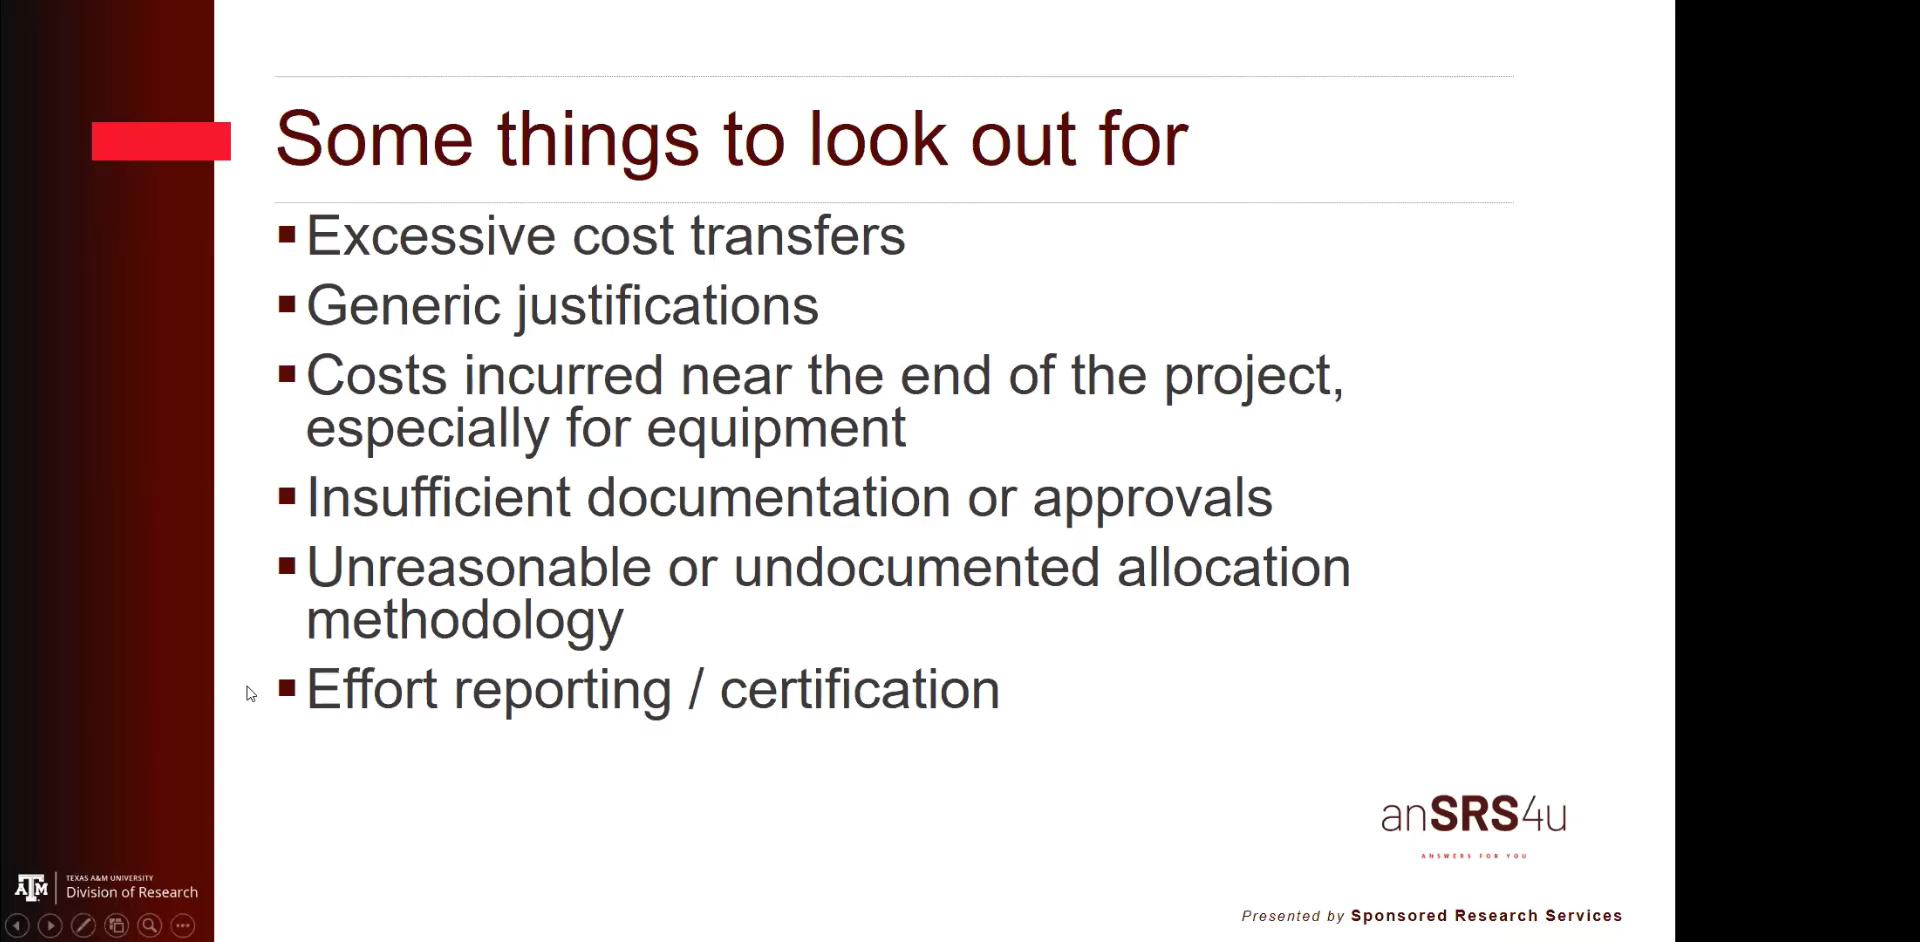 Some things to look out for
Excessive cost transfers
Generic justifications
Costs incurred near the end of the project,
especially for equipment
Insufficient documentation or approvals
Unreasonable or undocumented allocation
methodology
Effort reporting / certification
anSRS4u
ANSWERS FOR YOU
ATM
TEXAS A&M UNIVERSITY
Division of Research
Presented by Sponsored Research Services